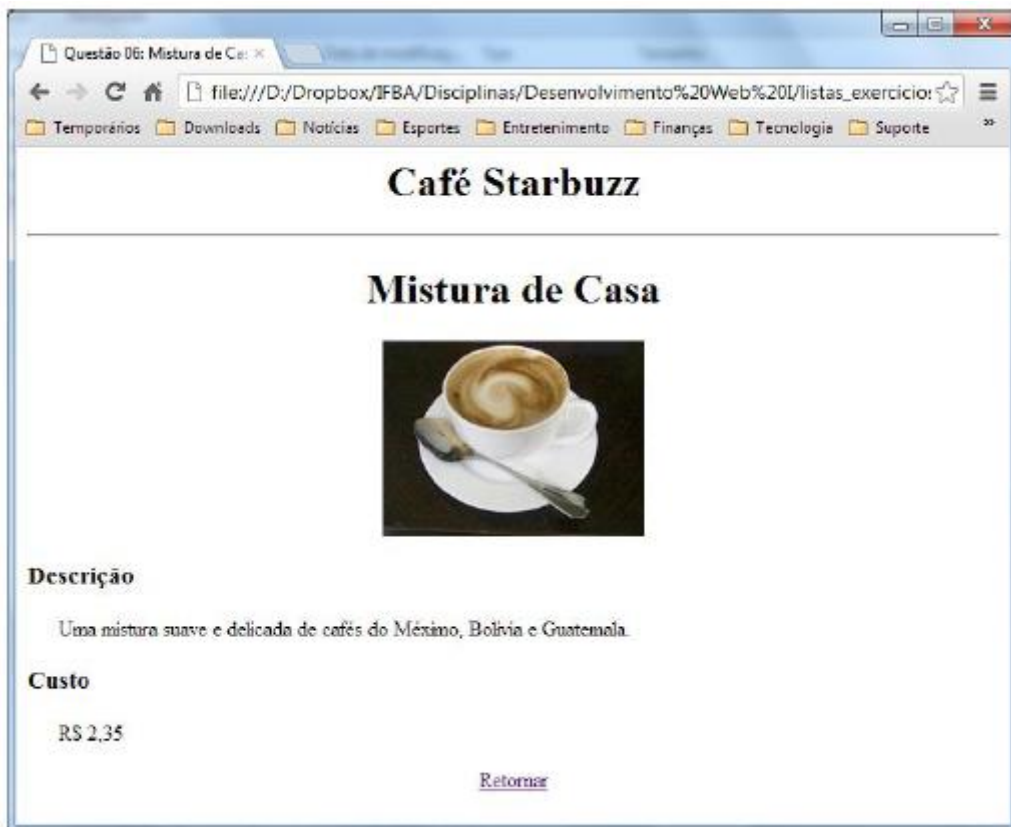 Questão 06: Mistura de Ca
file:///D:/Dropbox/IFBA/Disciplinas/Desenvolvimento%20Web%20I/listas_exercicios
Temporários Downloads Notícias Esportes Entretenimento Finanças Tecnologia Suporte
Café Starbuzz
Mistura de Casa
Descrição
Uma mistura suave e delicada de cafés do Méximo, Bolívia e Guatemala.
Custo
R$ 2,35
Retornar